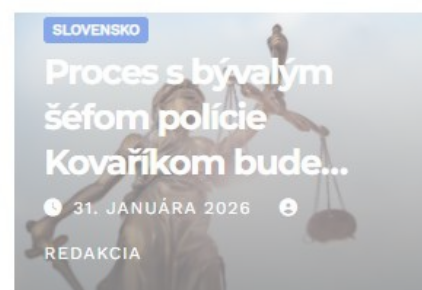 SLOVENSKO
Proces s bývalým
šéfom polície
Kovaříkom bude...
31. JANUÁRA 2026
REDAKCIA